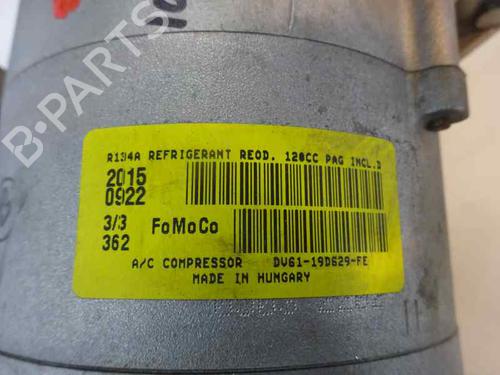 R134A REFRIGERANT REQD. 120CC PAG INCL.
2015
0922
3/3
362
FoMoCo
A/C COMPRESSOR DV61-19D629-FE
MADE IN HUNGARY
B-PARTS